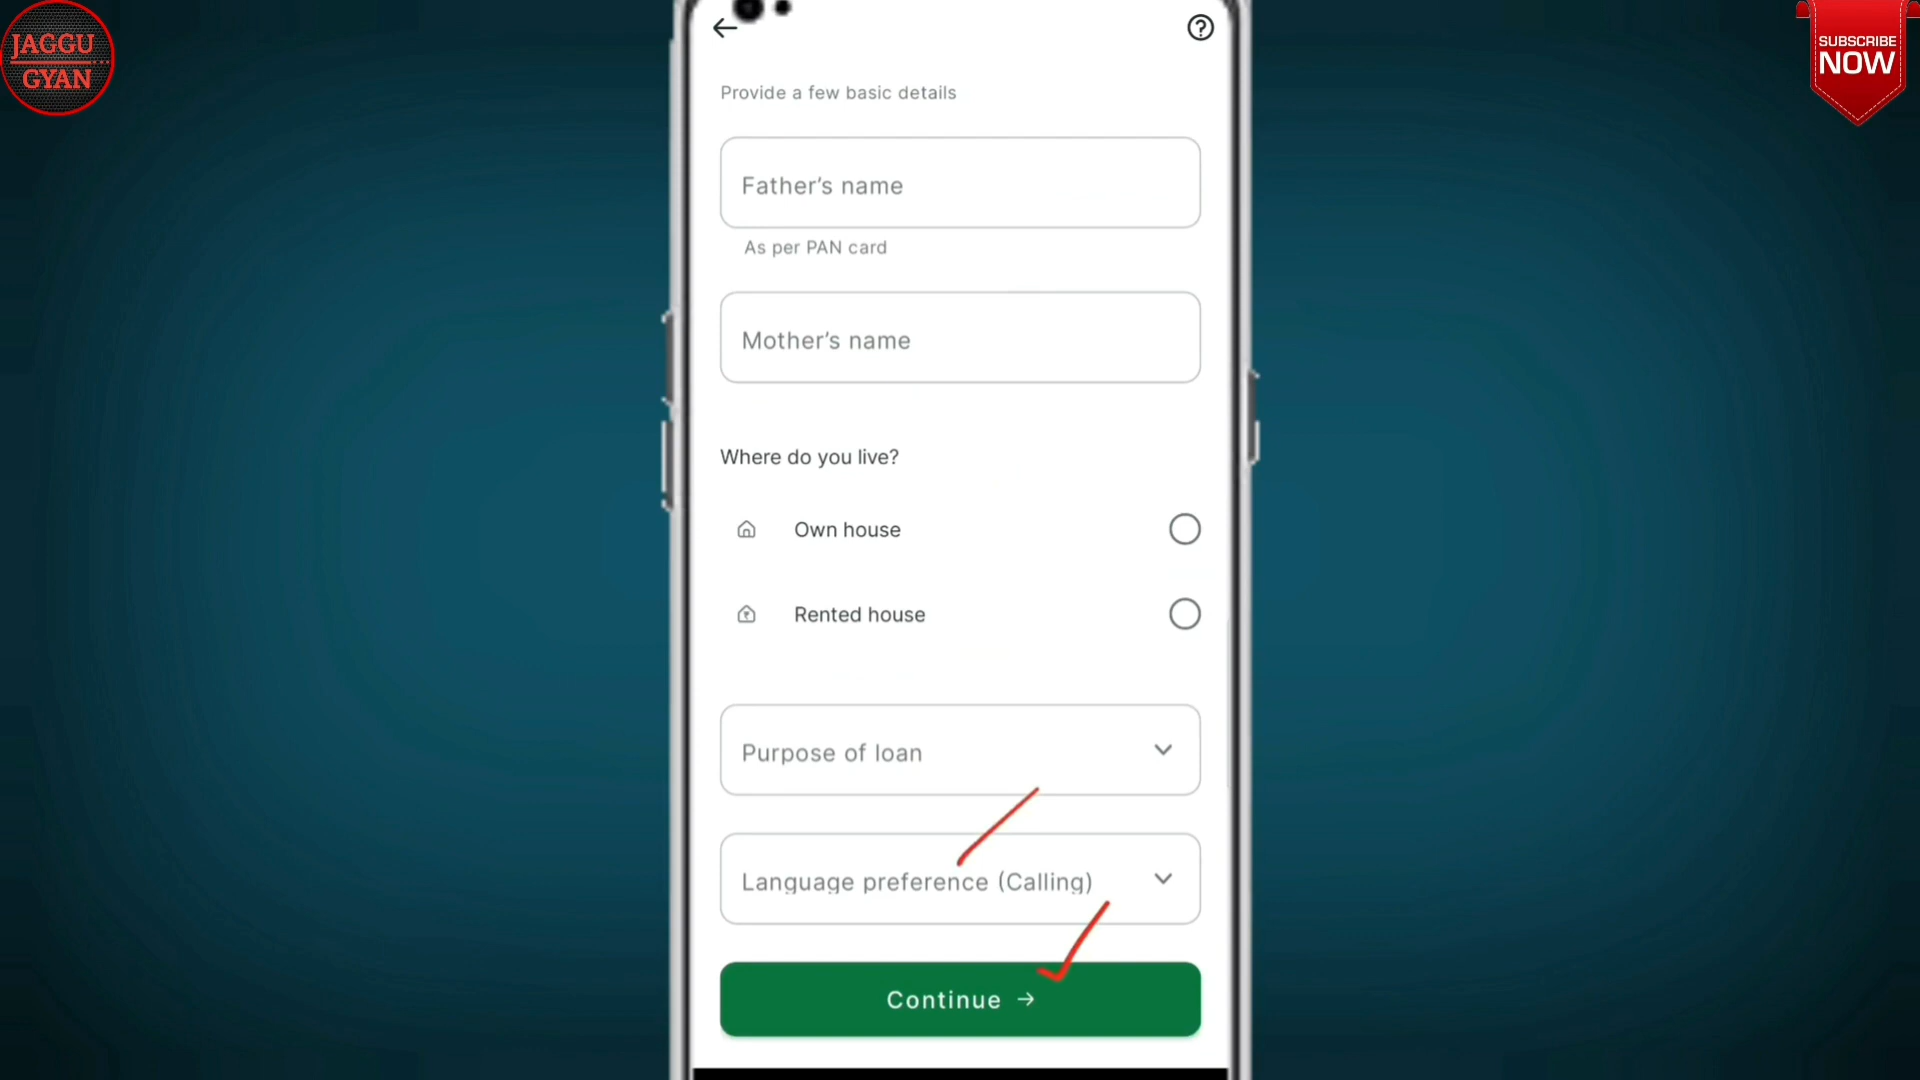 JAGGU
GYAN
SUBSCRIBE
NOW
Provide a few basic details
Father’s name
As per PAN card
Mother’s name
Where do you live?
Own house
Rented house
Purpose of loan
Language preference (Calling)
Continue →